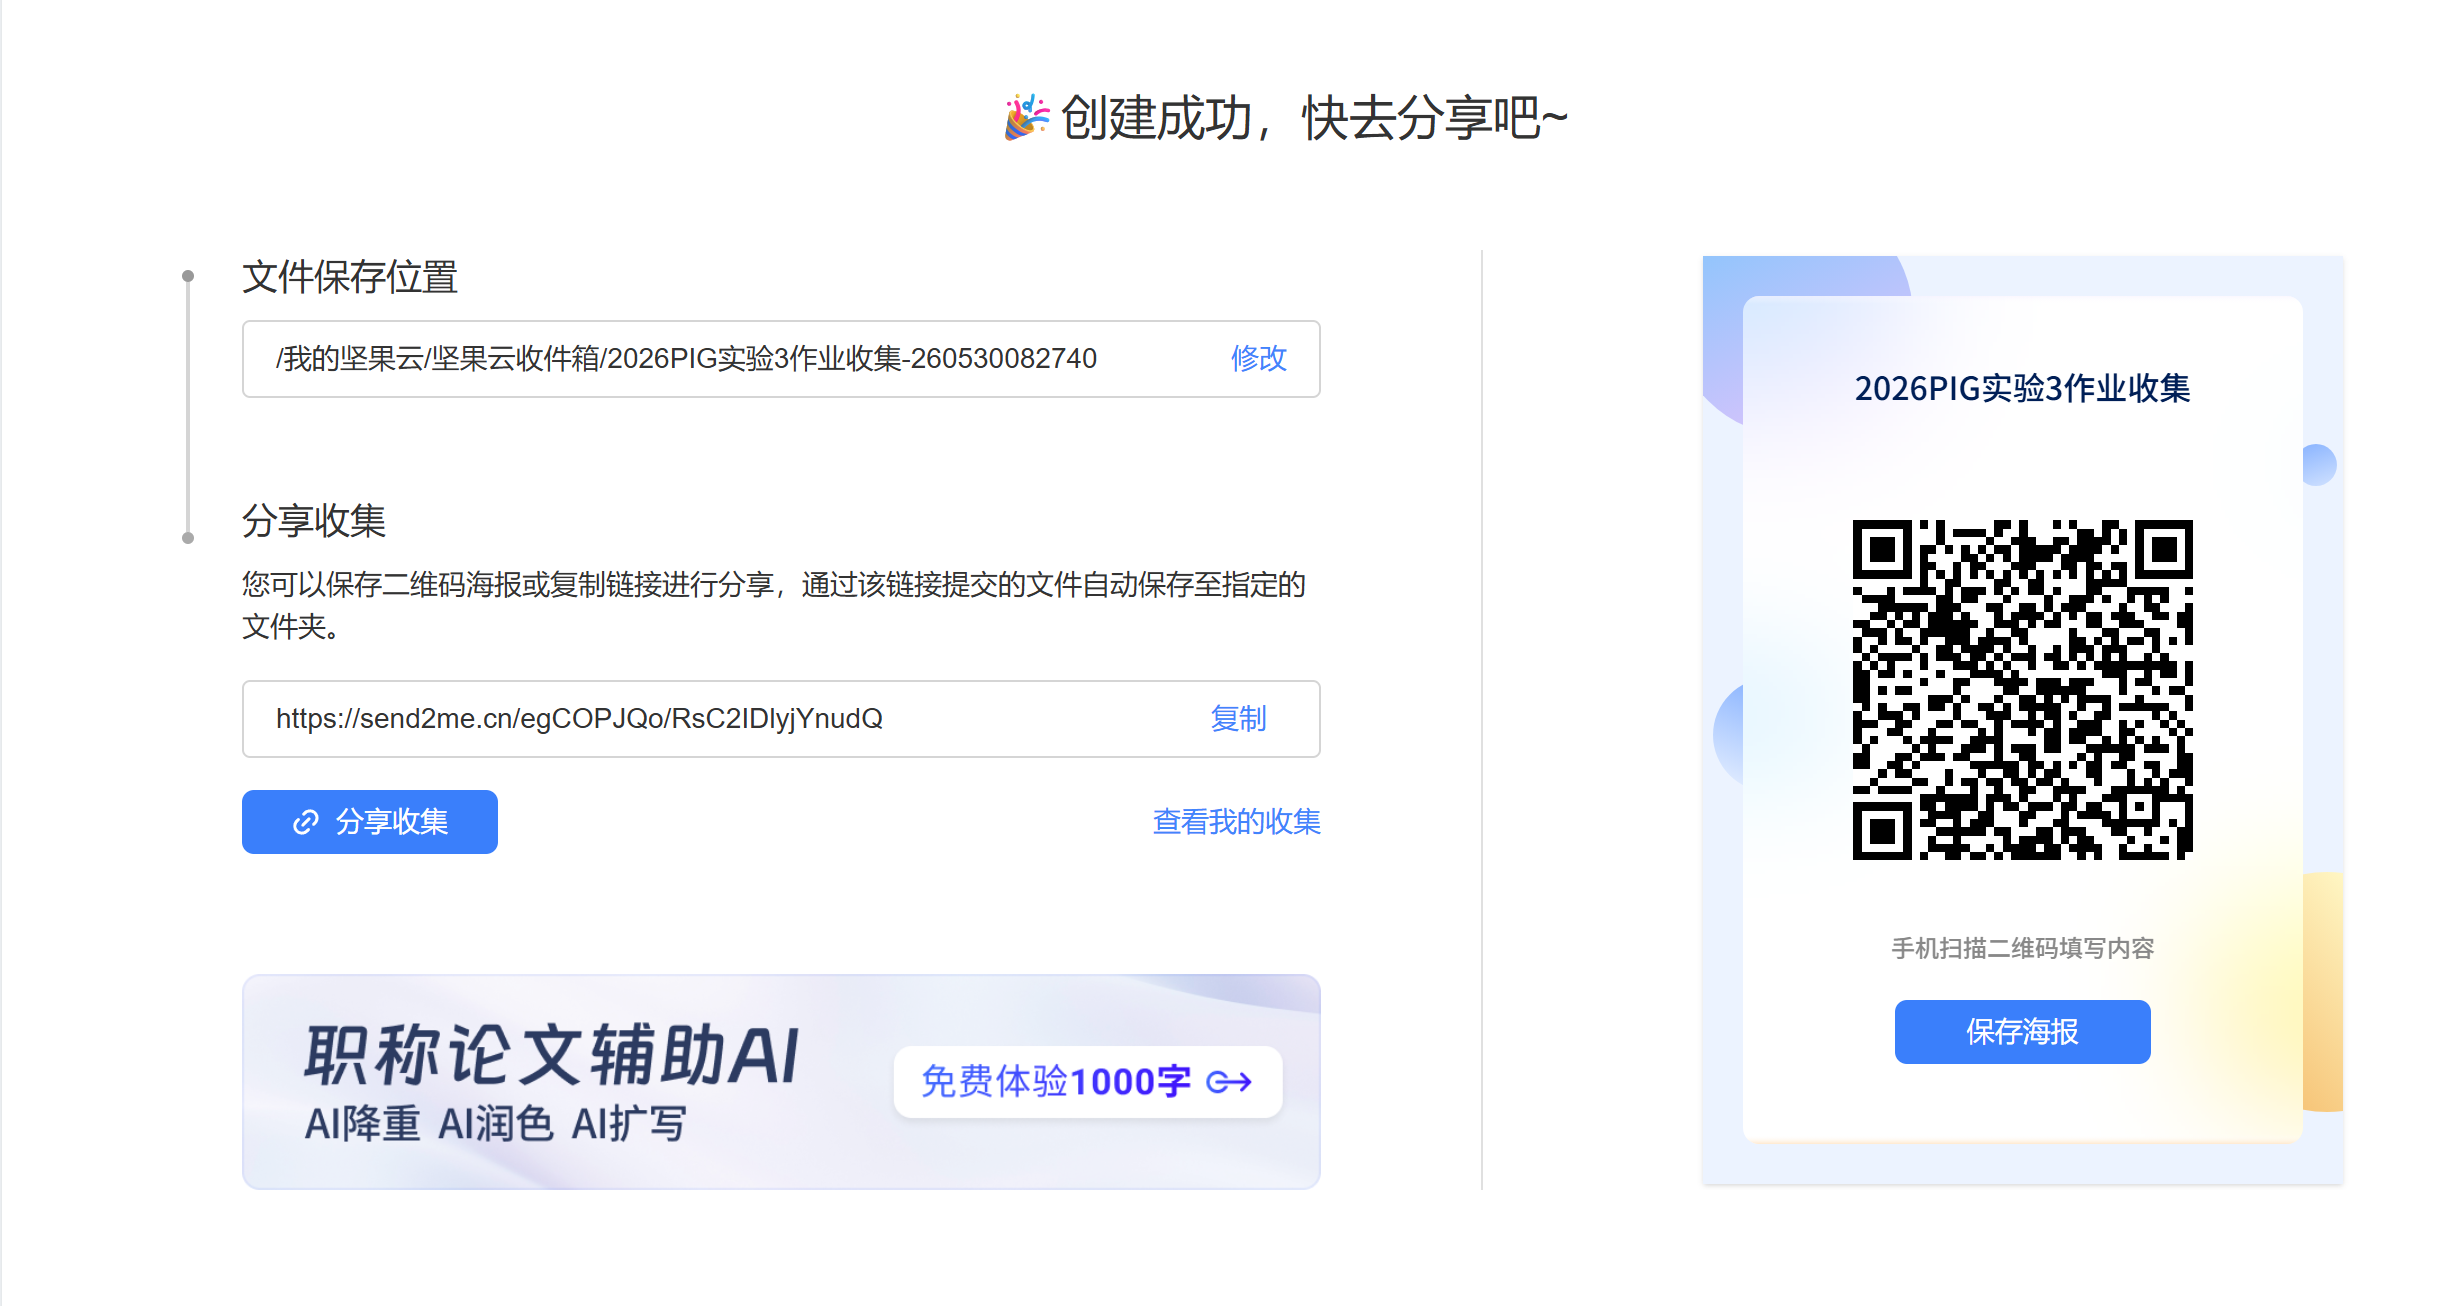 🎉 创建成功，快去分享吧~
文件保存位置
/我的坚果云/坚果云收件箱/2026PIG实验3作业收集-260530082740
修改
分享收集
您可以保存二维码海报或复制链接进行分享，通过该链接提交的文件自动保存至指定的
文件夹。
https://send2me.cn/egCOPJQo/RsC2IDIyjYnudQ
复制
分享收集
查看我的收集
职称论文辅助AI
AI降重 AI润色 AI扩写
免费体验1000字
2026PIG实验3作业收集
手机扫描二维码填写内容
保存海报